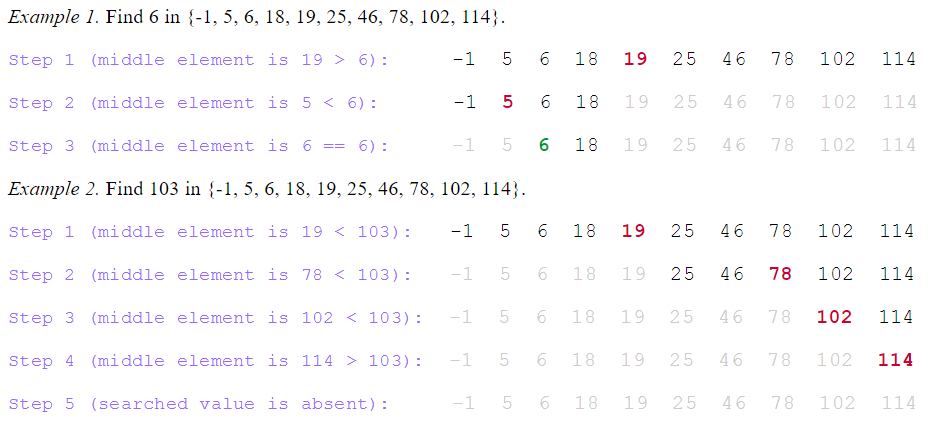 Example 1. Find 6 in {-1, 5, 6, 18, 19, 25, 46, 78, 102, 114}.
Step 1 (middle element is 19 > 6): -1 5 6 18 19 25 46 78 102 114
Step 2 (middle element is 5 < 6): -1 5 6 18 19 25 46 78 102 114
Step 3 (middle element is 6 == 6): -1 5 6 18 19 25 46 78 102 114
Example 2. Find 103 in {-1, 5, 6, 18, 19, 25, 46, 78, 102, 114}.
Step 1 (middle element is 19 < 103): -1 5 6 18 19 25 46 78 102 114
Step 2 (middle element is 78 < 103): -1 5 6 18 19 25 46 78 102 114
Step 3 (middle element is 102 < 103): -1 5 6 18 19 25 46 78 102 114
Step 4 (middle element is 114 > 103): -1 5 6 18 19 25 46 78 102 114
Step 5 (searched value is absent): -1 5 6 18 19 25 46 78 102 114